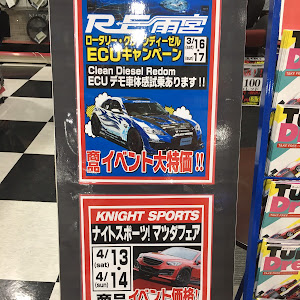 R・E雨宮
ロータリー・クリーンディーゼル
ECUキャンペーン
3/16
sat
17
sun
Clean Diesel Redom
ECU デモ車体感試乗あります!!
商品 イベント大特価!!
KNIGHT SPORTS
ナイトスポーツ! マツダフェア
4/13・
(sat)
4/14
(sun)
商品 イベント価格!